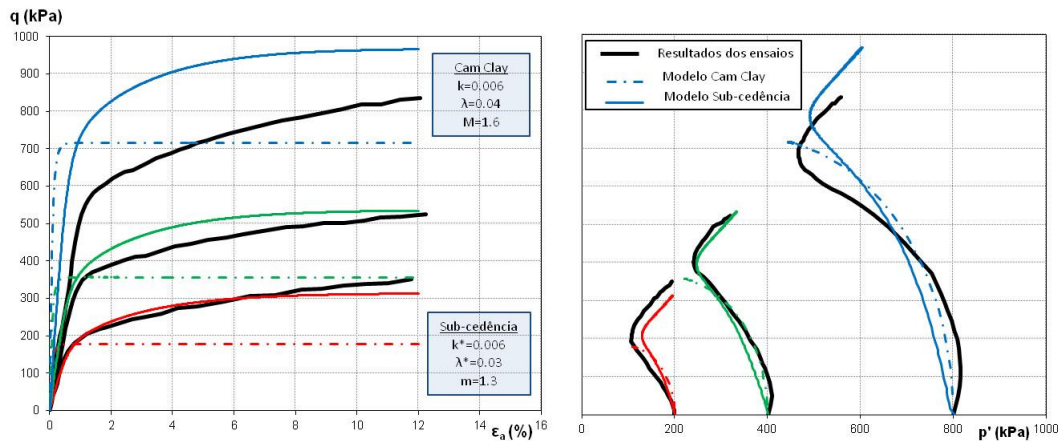 q (kPa)
1000
900
800
700
600
500
400
300
200
100
0
0
2
4
6
8
10
12
14
16
εa (%)
Cam Clay
k=0.006
λ=0.04
M=1.6
Sub-cedência
k*=0.006
λ*=0.03
m=1.3
Resultados dos ensaios
Modelo Cam Clay
Modelo Sub-cedência
0
200
400
600
800
1000
p' (kPa)